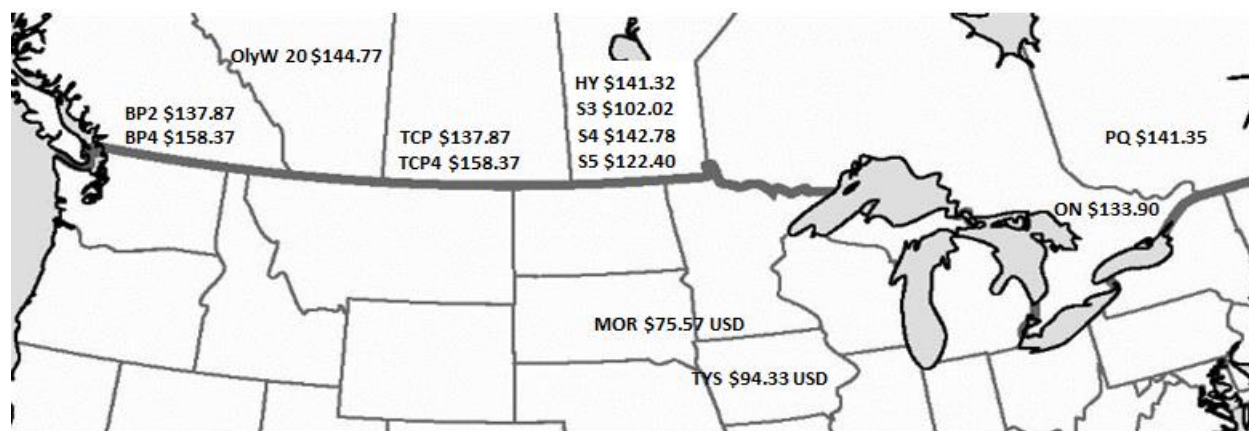 OlyW 20 $144.77
BP2 $137.87
BP4 $158.37
TCP $137.87
TCP4 $158.37
HY $141.32
S3 $102.02
S4 $142.78
S5 $122.40
PQ $141.35
ON $133.90
MOR $75.57 USD
TYS $94.33 USD